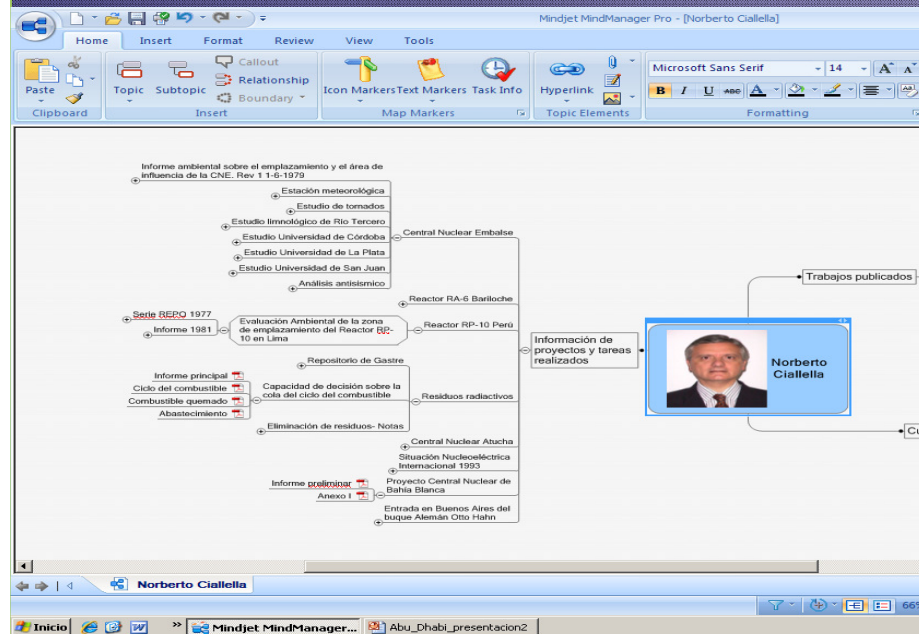 Mindjet MindManager Pro - [Norberto Ciallella]
Home Insert Format Review View Tools
Paste
Topic Subtopic
Callout
Relationship
Boundary
Icon Markers Text Markers Task Info
Hyperlink
Microsoft Sans Serif 14 A A
B I U abc A
Clipboard Insert Map Markers Topic Elements Formatting
Informe ambiental sobre el emplazamiento y el área de
influencia de la CNE. Rev 1 1-6-1979
Estación meteorológica
Estudio de tornados
Estudio limnológico de Rio Tercero
Estudio Universidad de Córdoba
Estudio Universidad de La Plata
Estudio Universidad de San Juan
Análisis antisismico
Central Nuclear Embalse
Reactor RA-6 Bariloche
Serie REPQ 1977
Informe 1981
Evaluación Ambiental de la zona
de emplazamiento del Reactor RP-
10 en Lima
Reactor RP-10 Perú
Repositorio de Gastre
Informe principal
Ciclo del combustible
Combustible quemado
Abastecimiento
Capacidad de decisión sobre la
cola del ciclo del combustible
Eliminación de residuos- Notas
Residuos radiactivos
Central Nuclear Atucha
Situación Nucleoeléctrica
Internacional 1993
Informe preliminar
Anexo I
Proyecto Central Nuclear de
Bahía Blanca
Entrada en Buenos Aires del
buque Alemán Otto Hahn
Información de
proyectos y tareas
realizados
Trabajos publicados
Norberto
Ciallella
Cu
Norberto Ciallella
66%
Inicio
Mindjet MindManager...
Abu_Dhabi_presentacion2